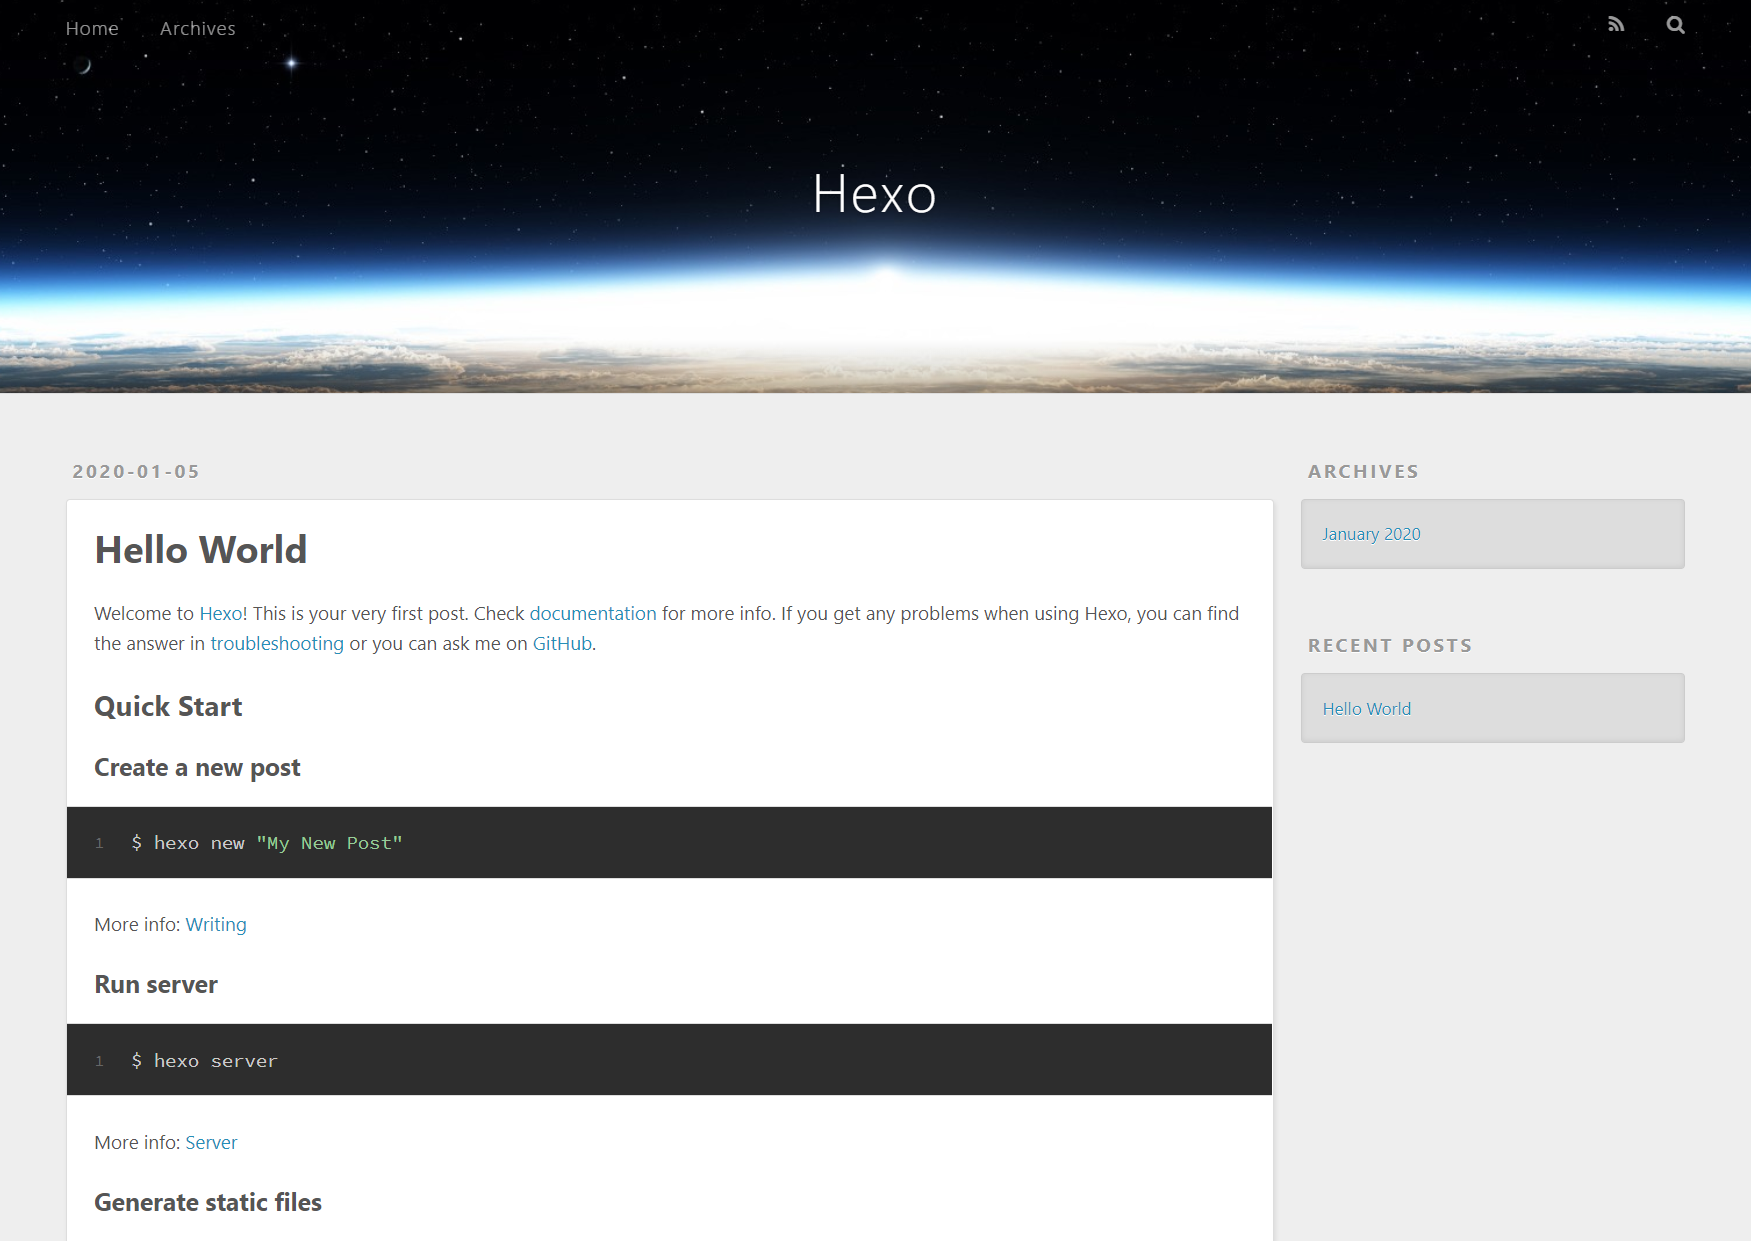 Home Archives
Hexo
2020-01-05
Hello World
Welcome to Hexo! This is your very first post. Check documentation for more info. If you get any problems when using Hexo, you can find
the answer in troubleshooting or you can ask me on GitHub.
Quick Start
Create a new post
1 $ hexo new "My New Post"
More info: Writing
Run server
1 $ hexo server
More info: Server
Generate static files
ARCHIVES
January 2020
RECENT POSTS
Hello World